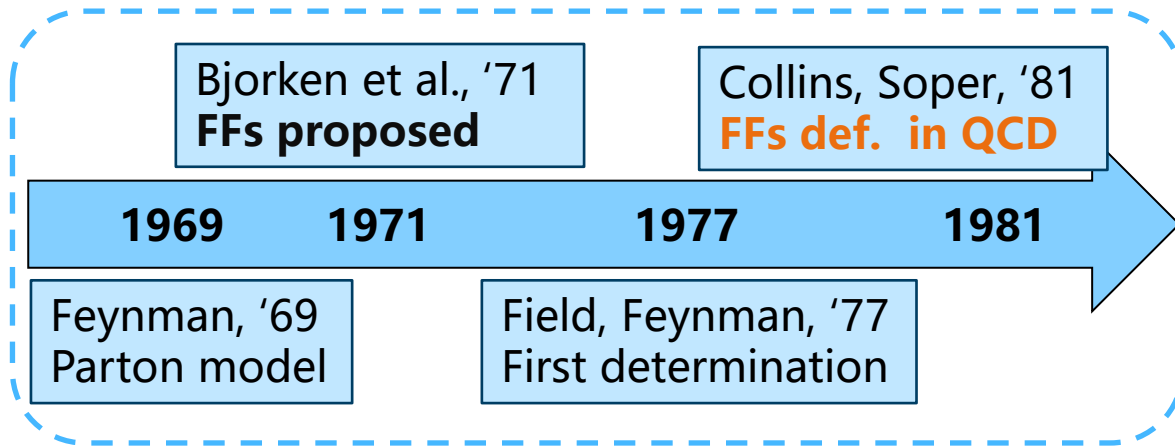 Bjorken et al., ‘71
FFs proposed
Collins, Soper, ‘81
FFs def. in QCD
1969 1971 1977 1981
Feynman, ‘69
Parton model
Field, Feynman, ‘77
First determination